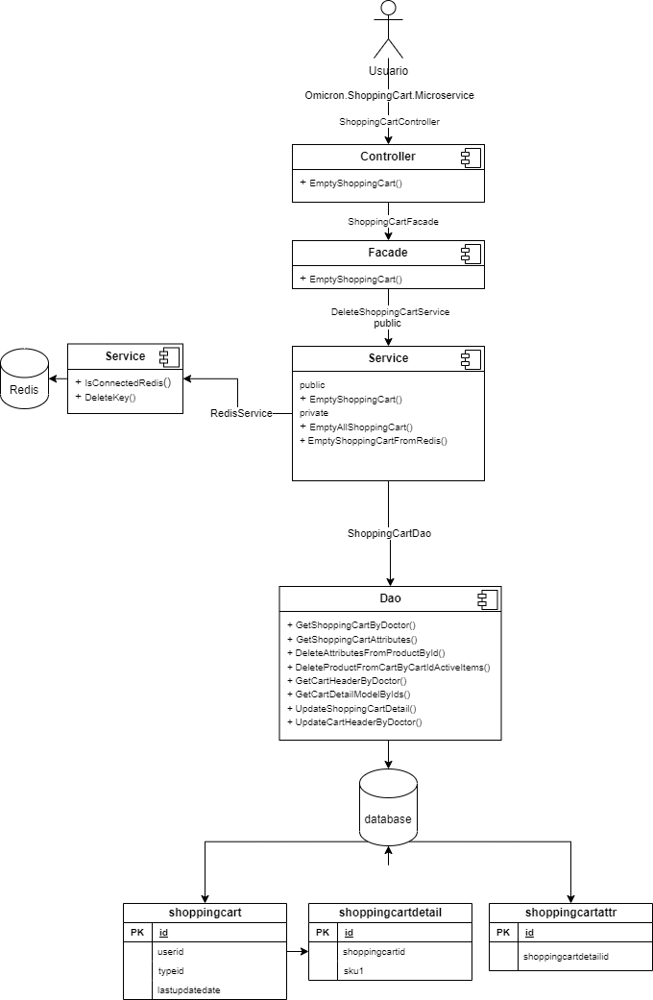 Usuario
Omicron.ShoppingCart.Microservice
ShoppingCartController
Controller
+ EmptyShoppingCart()
ShoppingCartFacade
Facade
+ EmptyShoppingCart()
DeleteShoppingCartService
public
Service
public
+ EmptyShoppingCart()
private
+ EmptyAllShoppingCart()
+ EmptyShoppingCartFromRedis()
RedisService
Service
+ IsConnectedRedis()
+ DeleteKey()
Redis
ShoppingCartDao
Dao
+ GetShoppingCartByDoctor()
+ GetShoppingCartAttributes()
+ DeleteAttributesFromProductById()
+ DeleteProductFromCartByCartIdActiveItems()
+ GetCartHeaderByDoctor()
+ GetCartDetailModelByIds()
+ UpdateShoppingCartDetail()
+ UpdateCartHeaderByDoctor()
database
shoppingcart
PK id
userid
typeid
lastupdatedate
shoppingcartdetail
PK id
shoppingcartid
sku1
shoppingcartattr
PK id
shoppingcartdetailid